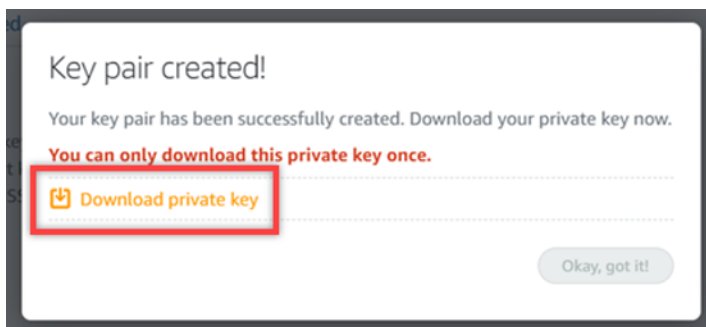 ed
Key pair created!
Your key pair has been successfully created. Download your private key now.
You can only download this private key once.
Download private key
Okay, got it!